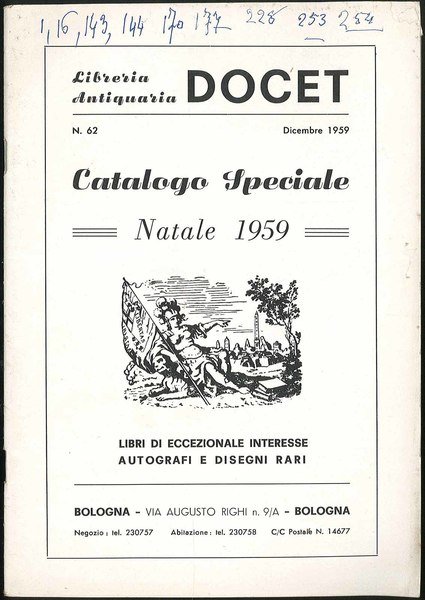 1, 16, 143, 144 170 177 228 253 254
Libreria
Antiquaria DOCET
N. 62 Dicembre 1959
Catalogo Speciale
Natale 1959
LIBRI DI ECCEZIONALE INTERESSE
AUTOGRAFI E DISEGNI RARI
BOLOGNA - VIA AUGUSTO RIGHI n. 9/A - BOLOGNA
Negozio: tel. 230757 Abitazione: tel. 230758 C/C Postale N. 14677